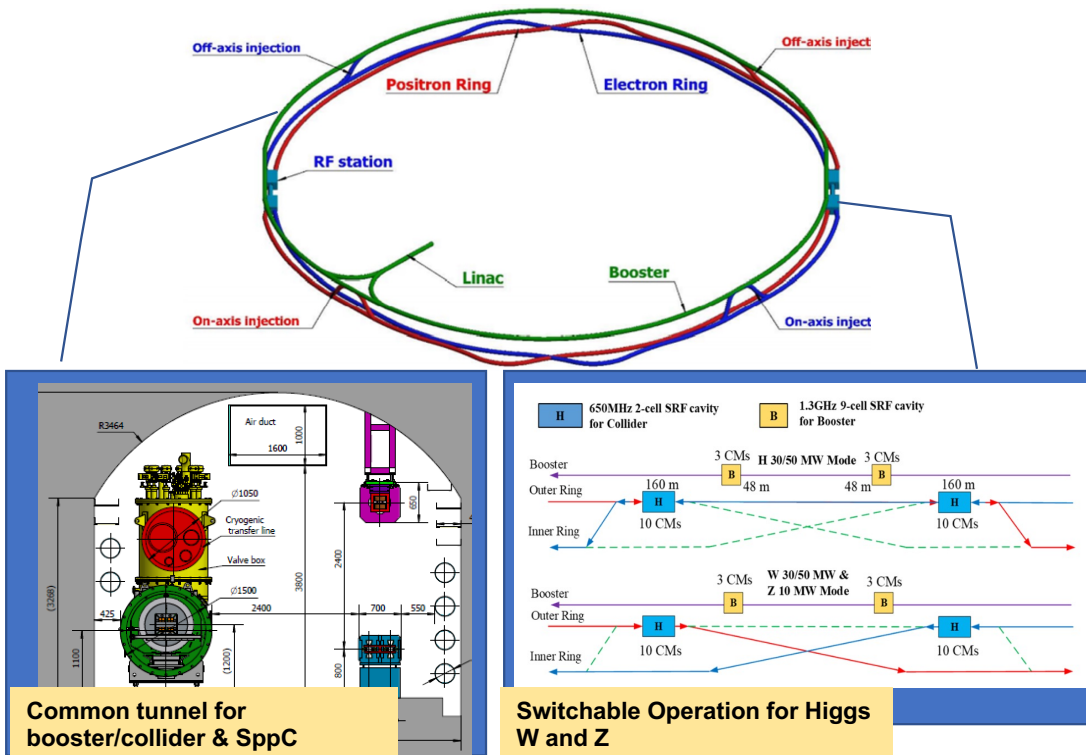 Off-axis injection
Off-axis inject
Positron Ring
Electron Ring
RF station
Linac
Booster
On-axis injection
On-axis inject
R3464
Air duct
1600
1000
Ø1050
Cryogenic
transfer line
Valve box
Ø1500
650
2400
3800
(3268)
425
2400
700
550
1100
(1200)
800
Common tunnel for
booster/collider & SppC
H
650MHz 2-cell SRF cavity
for Collider
B
1.3GHz 9-cell SRF cavity
for Booster
3 CMs
H 30/50 MW Mode
3 CMs
Booster
B
B
48 m
48 m
Outer Ring
160 m
160 m
H
H
10 CMs
10 CMs
Inner Ring
3 CMs
W 30/50 MW &
Z 10 MW Mode
3 CMs
Booster
B
B
Outer Ring
H
H
10 CMs
10 CMs
Inner Ring
Switchable Operation for Higgs
W and Z